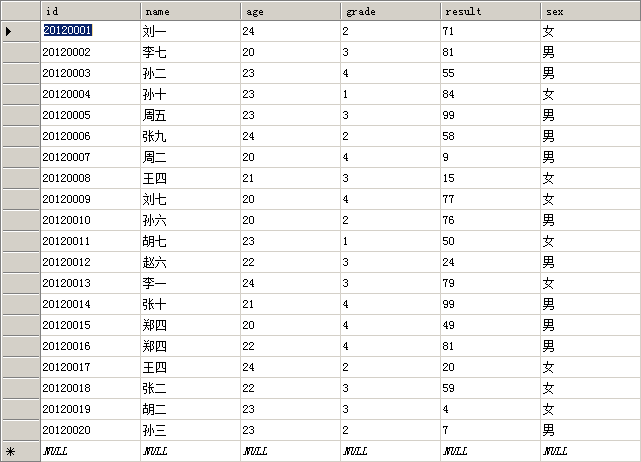 id name age grade result sex
20120001 刘一 24 2 71 女
20120002 李七 20 3 81 男
20120003 孙二 23 4 55 男
20120004 孙十 23 1 84 女
20120005 周五 23 3 99 男
20120006 张九 24 2 58 男
20120007 周二 20 4 9 男
20120008 王四 21 3 15 女
20120009 刘七 20 4 77 女
20120010 孙六 20 2 76 男
20120011 胡七 23 1 50 女
20120012 赵六 22 3 24 男
20120013 李一 24 3 79 女
20120014 张十 21 4 99 男
20120015 郑四 20 4 49 男
20120016 郑四 22 4 81 男
20120017 王四 24 2 20 女
20120018 张二 22 3 59 女
20120019 胡二 23 3 4 女
20120020 孙三 23 2 7 男
NULL NULL NULL NULL NULL NULL